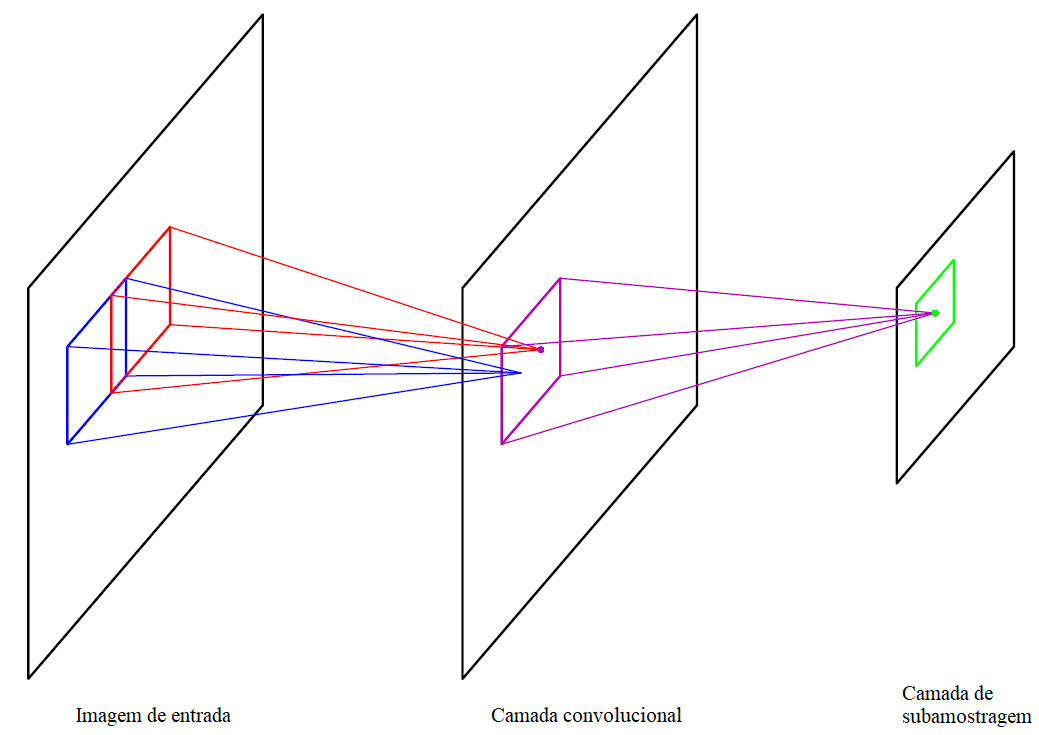 Imagem de entrada
Camada convolucional
Camada de
subamostragem